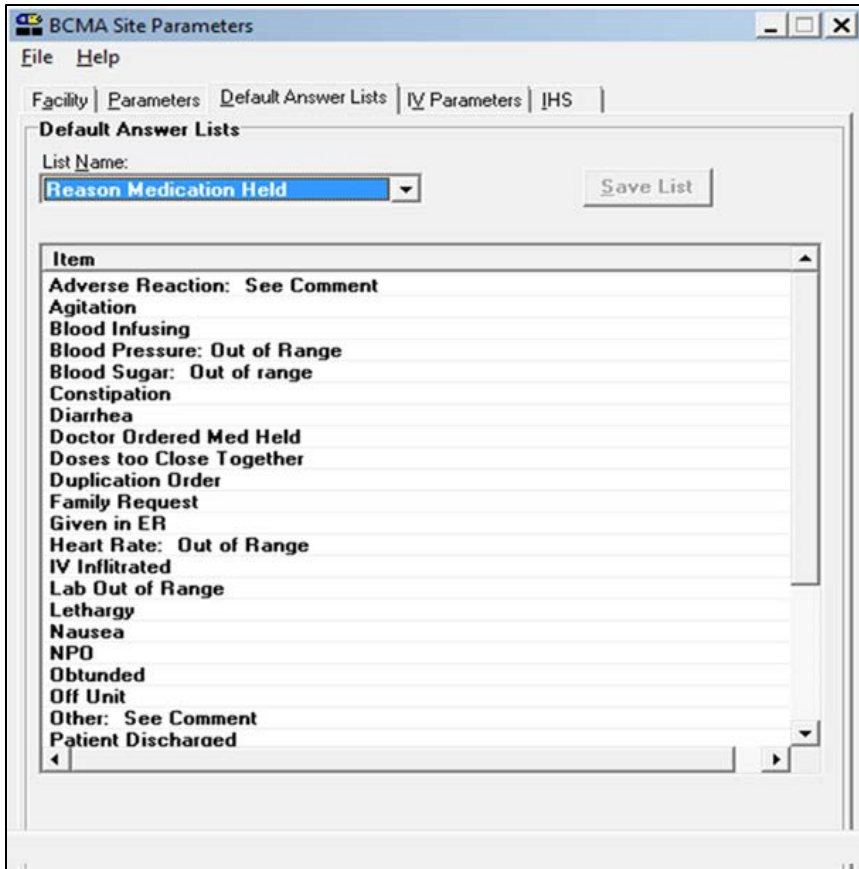 BCMA Site Parameters
File Help
Facility Parameters Default Answer Lists IV Parameters IHS
Default Answer Lists
List Name:
Reason Medication Held
Save List
Item
Adverse Reaction: See Comment
Agitation
Blood Infusing
Blood Pressure: Out of Range
Blood Sugar: Out of range
Constipation
Diarrhea
Doctor Ordered Med Held
Doses too Close Together
Duplication Order
Family Request
Given in ER
Heart Rate: Out of Range
IV Inflitrated
Lab Out of Range
Lethargy
Nausea
NPO
Obtunded
Off Unit
Other: See Comment
Patient Discharged